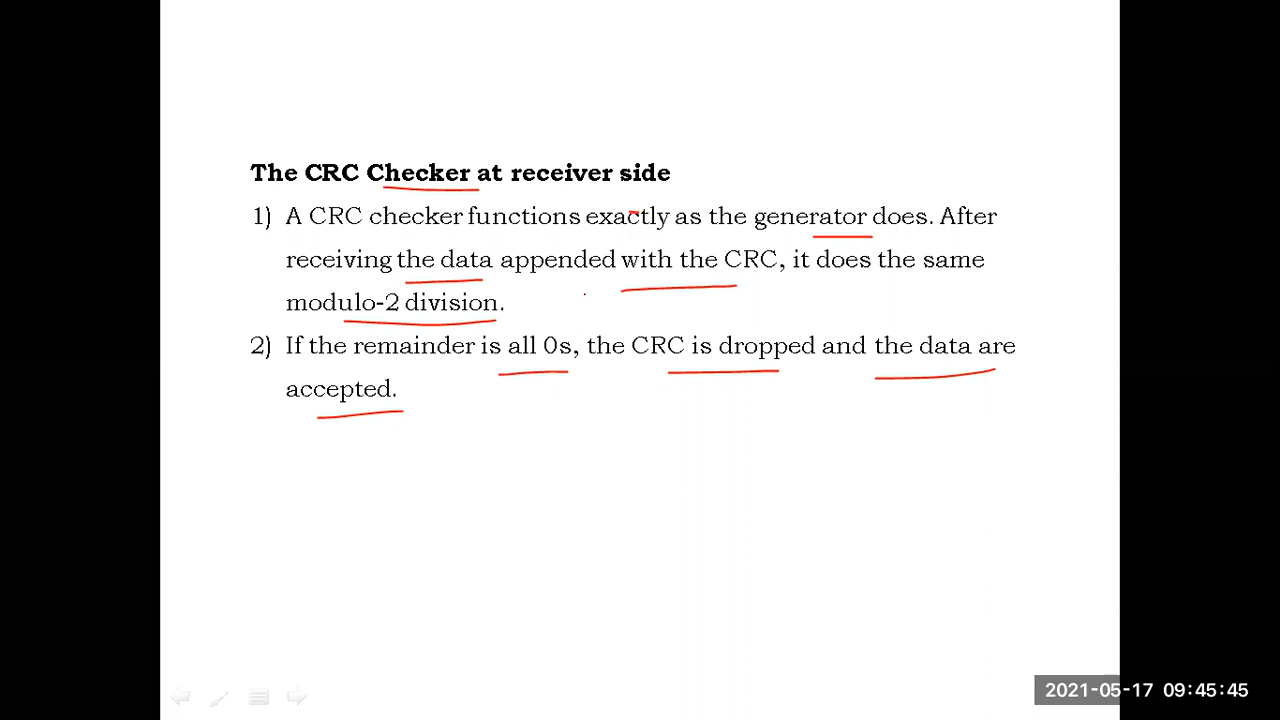 The CRC Checker at receiver side
1) A CRC checker functions exactly as the generator does. After
receiving the data appended with the CRC, it does the same
modulo-2 division.
2) If the remainder is all 0s, the CRC is dropped and the data are
accepted.
2021-05-17 09:45:45